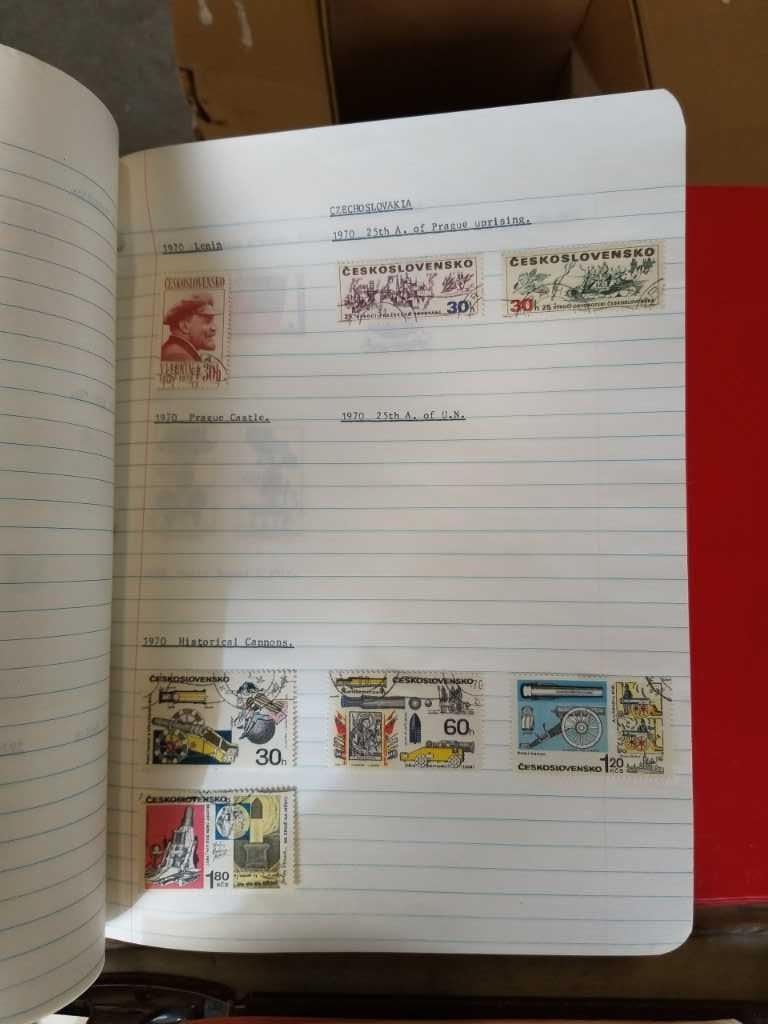 CZECHOSLOVAKIA
1970 Lenin
1970 25th A. of Prague uprising.
ČESKOSLOVENSKO
30h
ČESKOSLOVENSKO
30h
ČESKOSLOVENSKO
30h
1970 Prague Castle.
1970 25th A. of U.N.
1970 Historical Cannons.
ČESKOSLOVENSKO
30h
ČESKOSLOVENSKO
60h
ČESKOSLOVENSKO
1,20
KČS
ČESKOSLOVENSKO
1,80
KČS